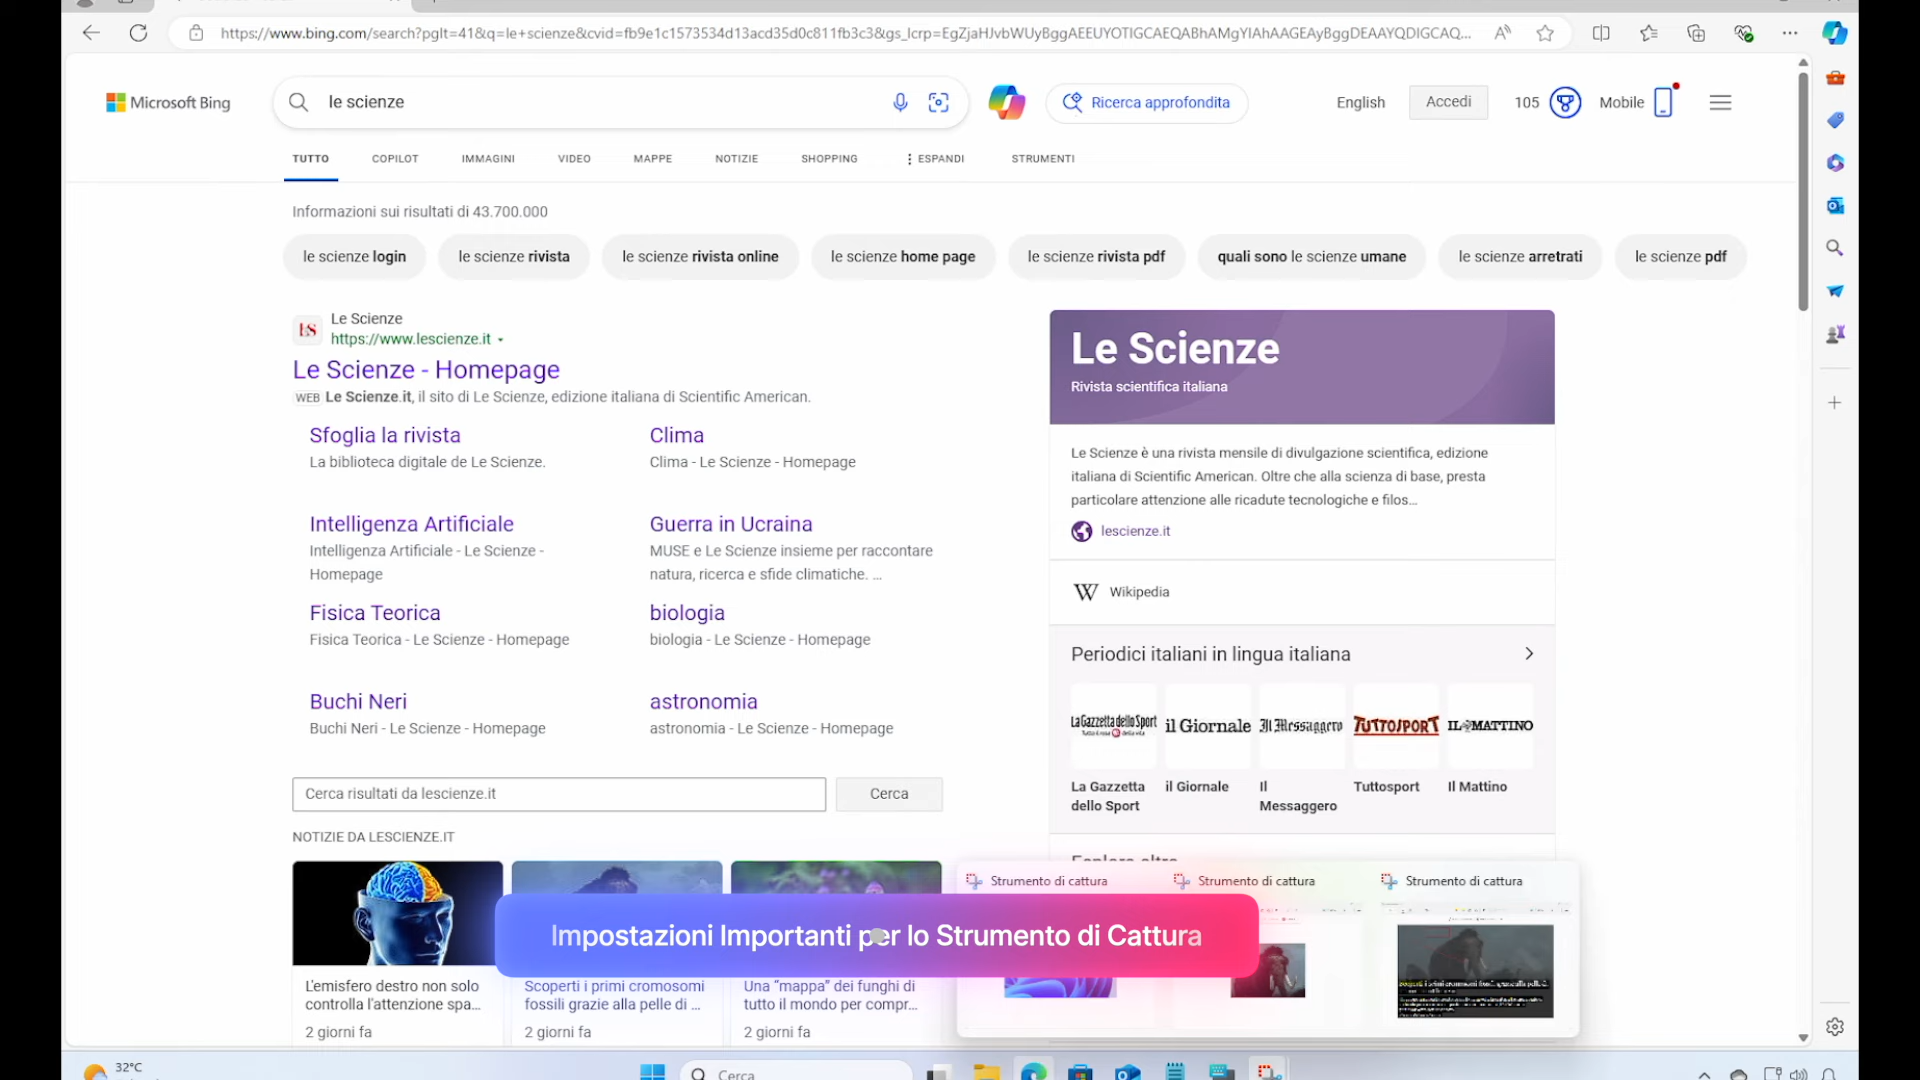 https://www.bing.com/search?pglt=41&q=le+scienze&cvid=fb9e1c1573534d13acd35d0c811fb3c3&gs_lcrp=EgZjaHJvbWUyBggAEEUYOTIGCAEQABhAMgYIAhAAGEAyBggDEAAYQDIGCAQ...
Microsoft Bing
le scienze
Ricerca approfondita
English
Accedi
105
Mobile
TUTTO
COPILOT
IMMAGINI
VIDEO
MAPPE
NOTIZIE
SHOPPING
ESPANDI
STRUMENTI
Informazioni sui risultati di 43.700.000
le scienze login
le scienze rivista
le scienze rivista online
le scienze home page
le scienze rivista pdf
quali sono le scienze umane
le scienze arretrati
le scienze pdf
LS
Le Scienze
https://www.lescienze.it
Le Scienze - Homepage
WEB Le Scienze.it, il sito di Le Scienze, edizione italiana di Scientific American.
Sfoglia la rivista
La biblioteca digitale de Le Scienze.
Clima
Clima - Le Scienze - Homepage
Intelligenza Artificiale
Intelligenza Artificiale - Le Scienze -
Homepage
Guerra in Ucraina
MUSE e Le Scienze insieme per raccontare
natura, ricerca e sfide climatiche. ...
Fisica Teorica
Fisica Teorica - Le Scienze - Homepage
biologia
biologia - Le Scienze - Homepage
Buchi Neri
Buchi Neri - Le Scienze - Homepage
astronomia
astronomia - Le Scienze - Homepage
Cerca risultati da lescienze.it
Cerca
NOTIZIE DA LESCIENZE.IT
L'emisfero destro non solo
controlla l'attenzione spa...
2 giorni fa
Scoperti i primi cromosomi
fossili grazie alla pelle di ...
2 giorni fa
Una "mappa" dei funghi di
tutto il mondo per compr...
2 giorni fa
Le Scienze
Rivista scientifica italiana
Le Scienze è una rivista mensile di divulgazione scientifica, edizione
italiana di Scientific American. Oltre che alla scienza di base, presta
particolare attenzione alle ricadute tecnologiche e filos...
lescienze.it
W Wikipedia
Periodici italiani in lingua italiana
La Gazzetta dello Sport
il Giornale
Il Messaggero
TUTTOSPORT
IL MATTINO
La Gazzetta
dello Sport
il Giornale
Il
Messaggero
Tuttosport
Il Mattino
Strumento di cattura
Strumento di cattura
Strumento di cattura
Impostazioni Importanti per lo Strumento di Cattura
32°C
Cerca